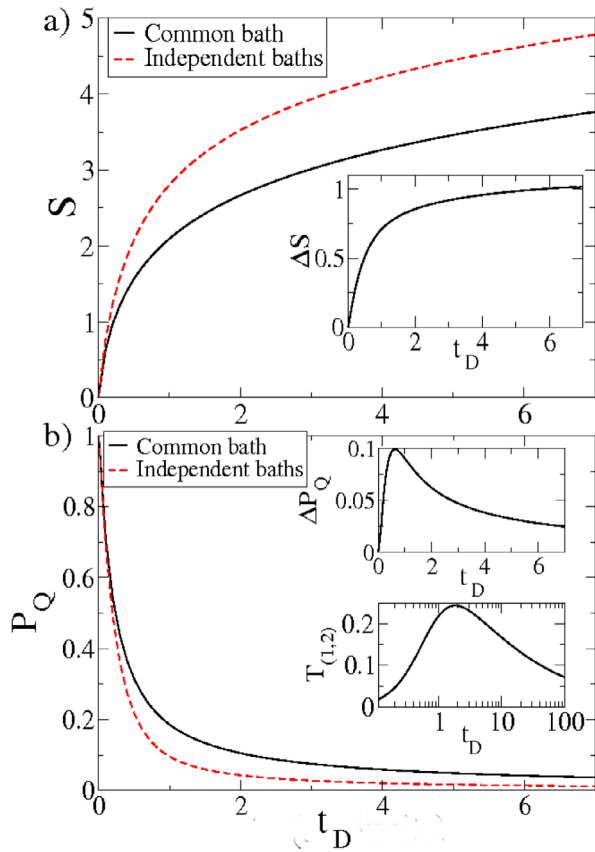 a)
5
4
3
2
1
0
S
Common bath
Independent baths
1
0.5
0
ΔS
0 2 4 6
t_D
0 2 4 6
b)
1
0.8
0.6
0.4
0.2
0
P_Q
Common bath
Independent baths
0.1
0.05
0
ΔP_Q
0 1 2 3 4 5 6
t_D
0.2
0.1
0
T_(1,2)
1 10 100
t_D
0 2 4 6
t_D